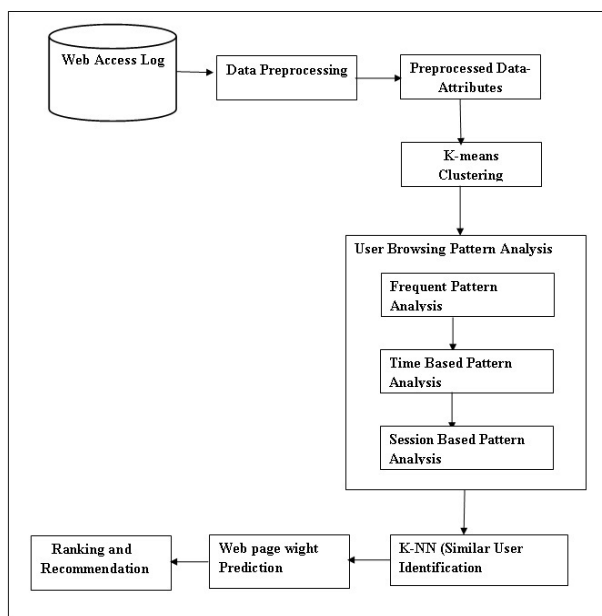 Web Access
Log
Data Preprocessing
Preprocessed Data-
Attributes
K-means
Clustering
User Browsing Pattern Analysis
Frequent Pattern
Analysis
Time Based Pattern
Analysis
Session Based Pattern
Analysis
K-NN (Similar User
Identification
Web page wight
Prediction
Ranking and
Recommendation